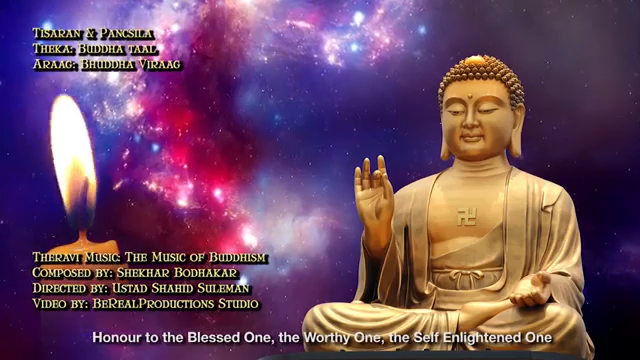 Tisaran & Pancsila
Theka: Buddha taal
Araag: Bhuddha Viraag
卍
Theravi Music: The Music of Buddhism
Composed by: Shekhar Bodhakar
Directed by: Ustad Shahid Suleman
Video by: BeRealProductions Studio
Honour to the Blessed One, the Worthy One, the Self Enlightened One